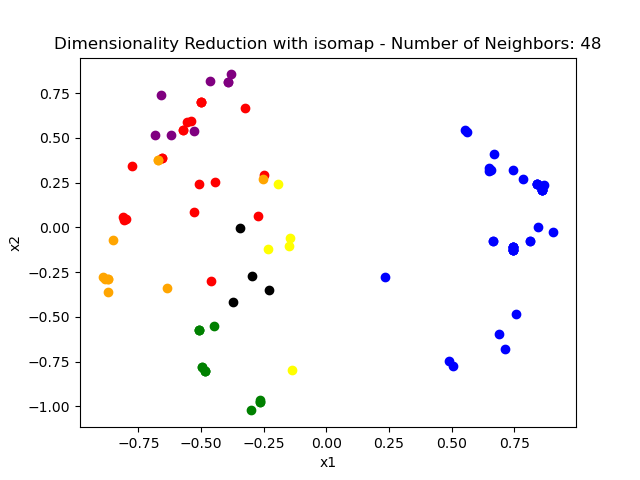 Dimensionality Reduction with isomap - Number of Neighbors: 48
x2
0.75
0.50
0.25
0.00
−0.25
−0.50
−0.75
−1.00
−0.75 −0.50 −0.25 0.00 0.25 0.50 0.75
x1